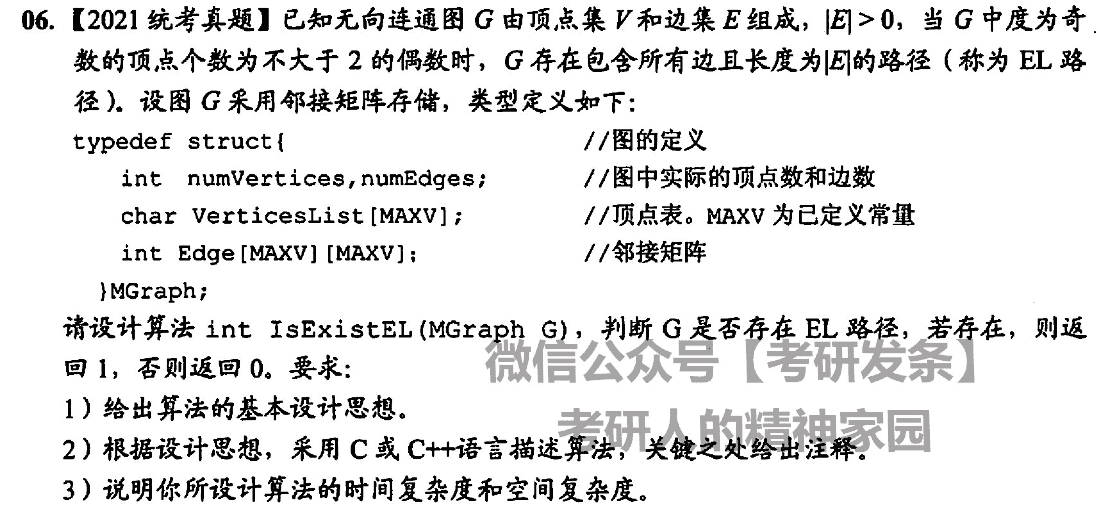 06.【2021 统考真题】已知无向连通图 G 由顶点集 V 和边集 E 组成，|E|＞0，当 G 中度为奇
数的顶点个数为不大于 2 的偶数时，G 存在包含所有边且长度为|E|的路径（称为 EL 路
径）。设图 G 采用邻接矩阵存储，类型定义如下：
typedef struct{ //图的定义
int numVertices,numEdges; //图中实际的顶点数和边数
char VerticesList[MAXV]; //顶点表。MAXV 为已定义常量
int Edge[MAXV][MAXV]; //邻接矩阵
}MGraph;
请设计算法 int IsExistEL(MGraph G)，判断 G 是否存在 EL 路径，若存在，则返
回 1，否则返回 0。要求：
微信公众号【考研发条】
1）给出算法的基本设计思想。
考研人的精神家园
2）根据设计思想，采用 C 或 C++语言描述算法，关键之处给出注释。
3）说明你所设计算法的时间复杂度和空间复杂度。